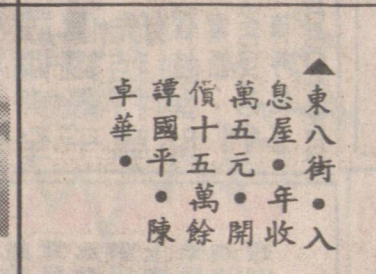 ▲東八街•入
息屋•年收
萬五元•開
價十五萬餘
譚國平•陳
卓華•